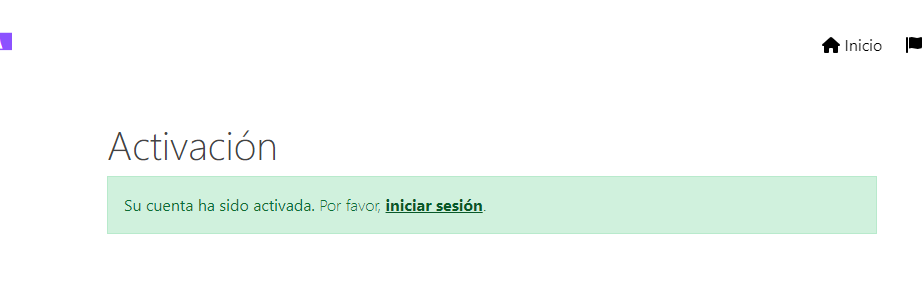 Inicio
Activación
Su cuenta ha sido activada. Por favor, iniciar sesión.